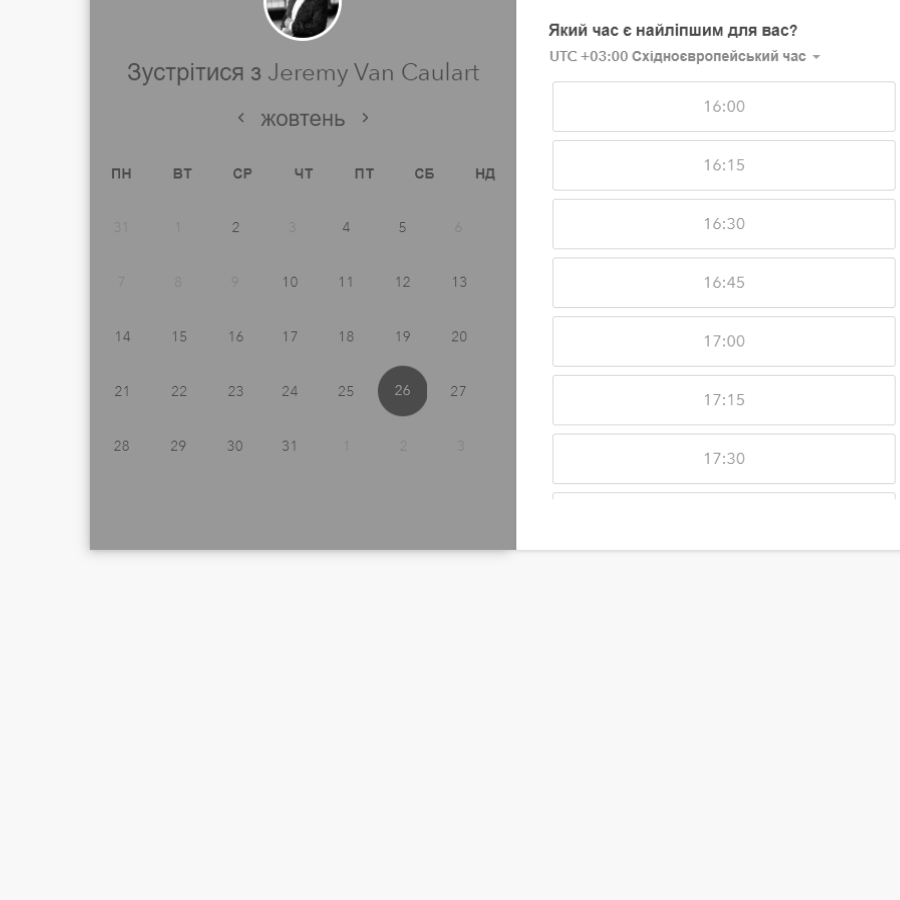 Зустрітися з Jeremy Van Caulart
жовтень
ПН ВТ СР ЧТ ПТ СБ НД
31 1 2 3 4 5 6
7 8 9 10 11 12 13
14 15 16 17 18 19 20
21 22 23 24 25 26 27
28 29 30 31 1 2 3
Який час є найліпшим для вас?
UTC +03:00 Східноєвропейський час
16:00
16:15
16:30
16:45
17:00
17:15
17:30